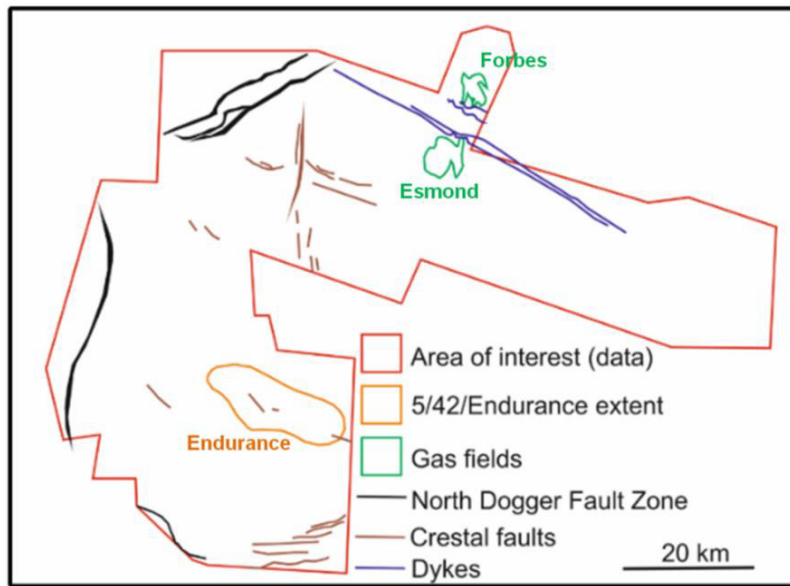 Forbes
Esmond
Endurance
Area of interest (data)
5/42/Endurance extent
Gas fields
North Dogger Fault Zone
Crestal faults
Dykes
20 km